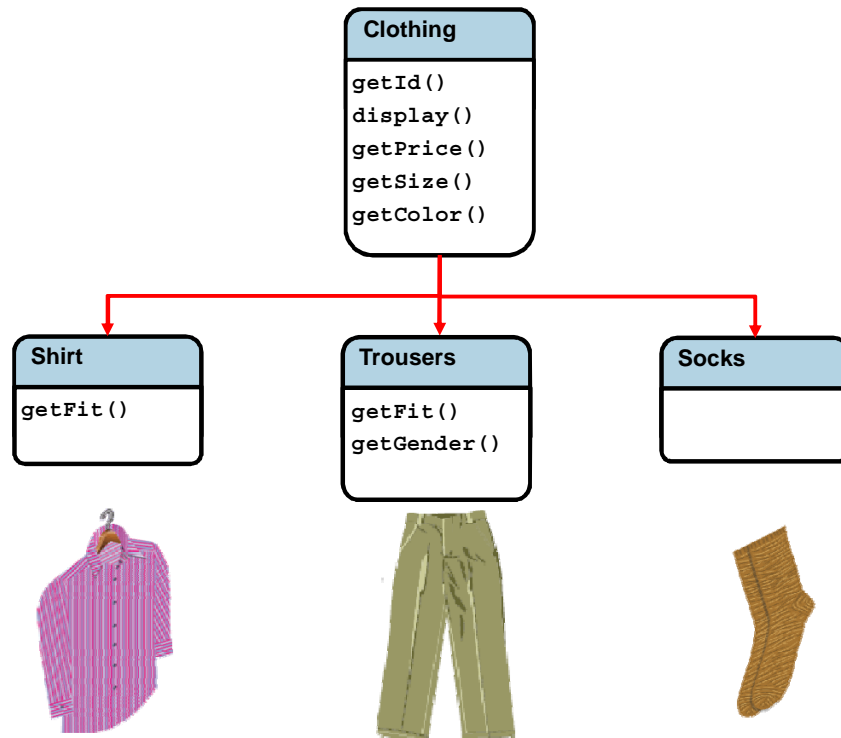 Clothing
getId()
display()
getPrice()
getSize()
getColor()
Shirt
getFit()
Trousers
getFit()
getGender()
Socks